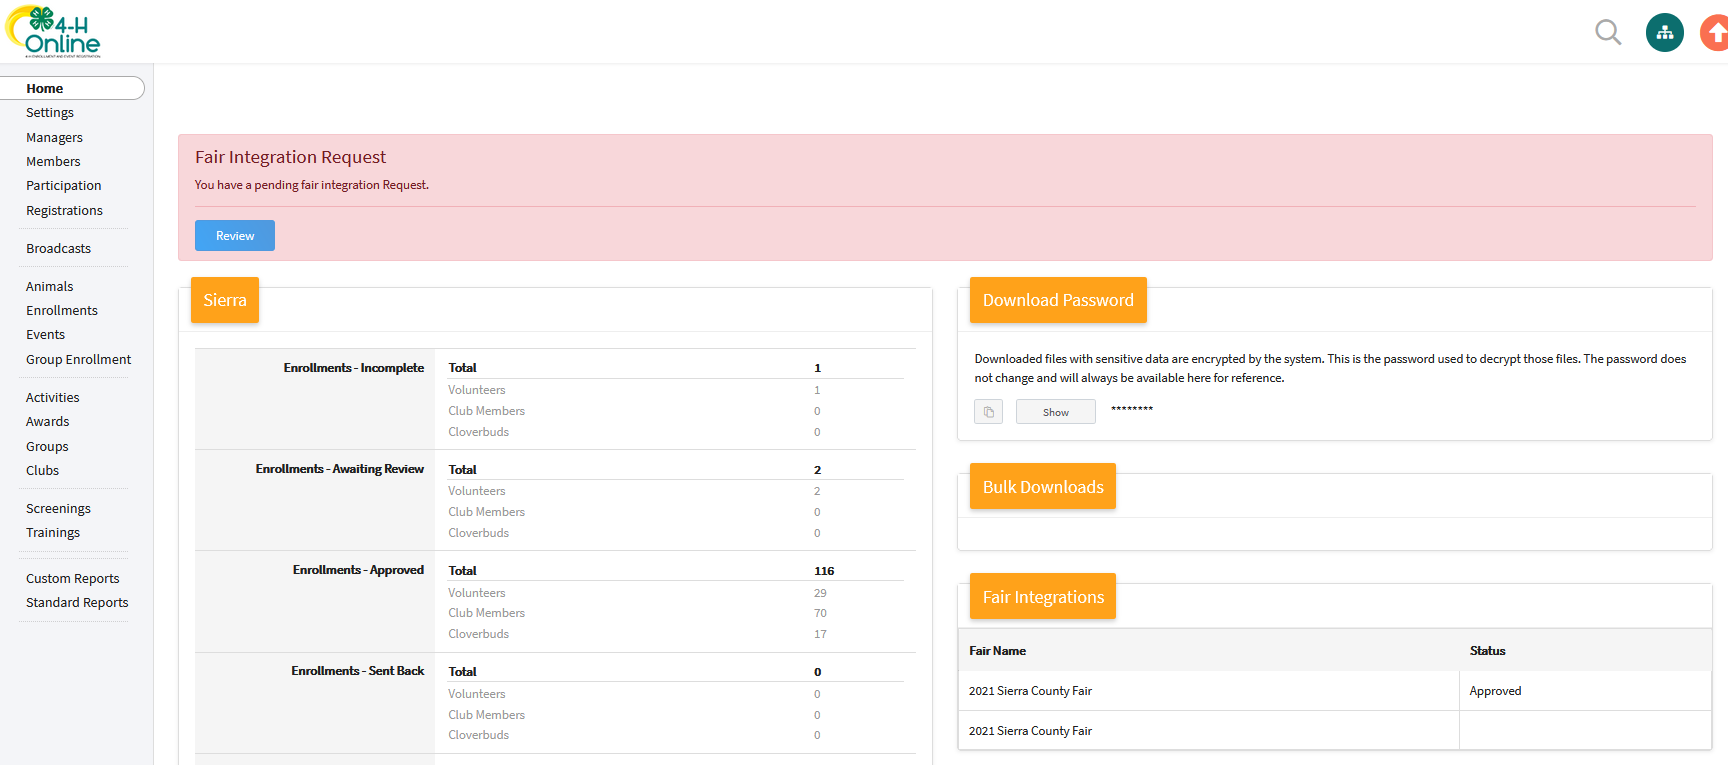 4-H
Online
4-H ENROLLMENT AND EVENT REGISTRATION
Home
Settings
Managers
Members
Participation
Registrations
Broadcasts
Animals
Enrollments
Events
Group Enrollment
Activities
Awards
Groups
Clubs
Screenings
Trainings
Custom Reports
Standard Reports
Fair Integration Request
You have a pending fair integration Request.
Review
Sierra
Enrollments - Incomplete Total 1
Volunteers 1
Club Members 0
Cloverbuds 0
Enrollments - Awaiting Review Total 2
Volunteers 2
Club Members 0
Cloverbuds 0
Enrollments - Approved Total 116
Volunteers 29
Club Members 70
Cloverbuds 17
Enrollments - Sent Back Total 0
Volunteers 0
Club Members 0
Cloverbuds 0
Download Password
Downloaded files with sensitive data are encrypted by the system. This is the password used to decrypt those files. The password does
not change and will always be available here for reference.
Show ********
Bulk Downloads
Fair Integrations
Fair Name Status
2021 Sierra County Fair Approved
2021 Sierra County Fair